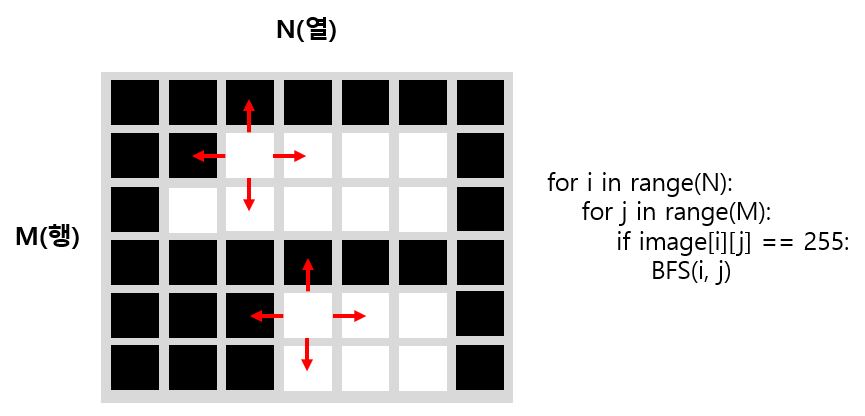 N(열)
M(행)
for i in range(N):
for j in range(M):
if image[i][j] == 255:
BFS(i, j)